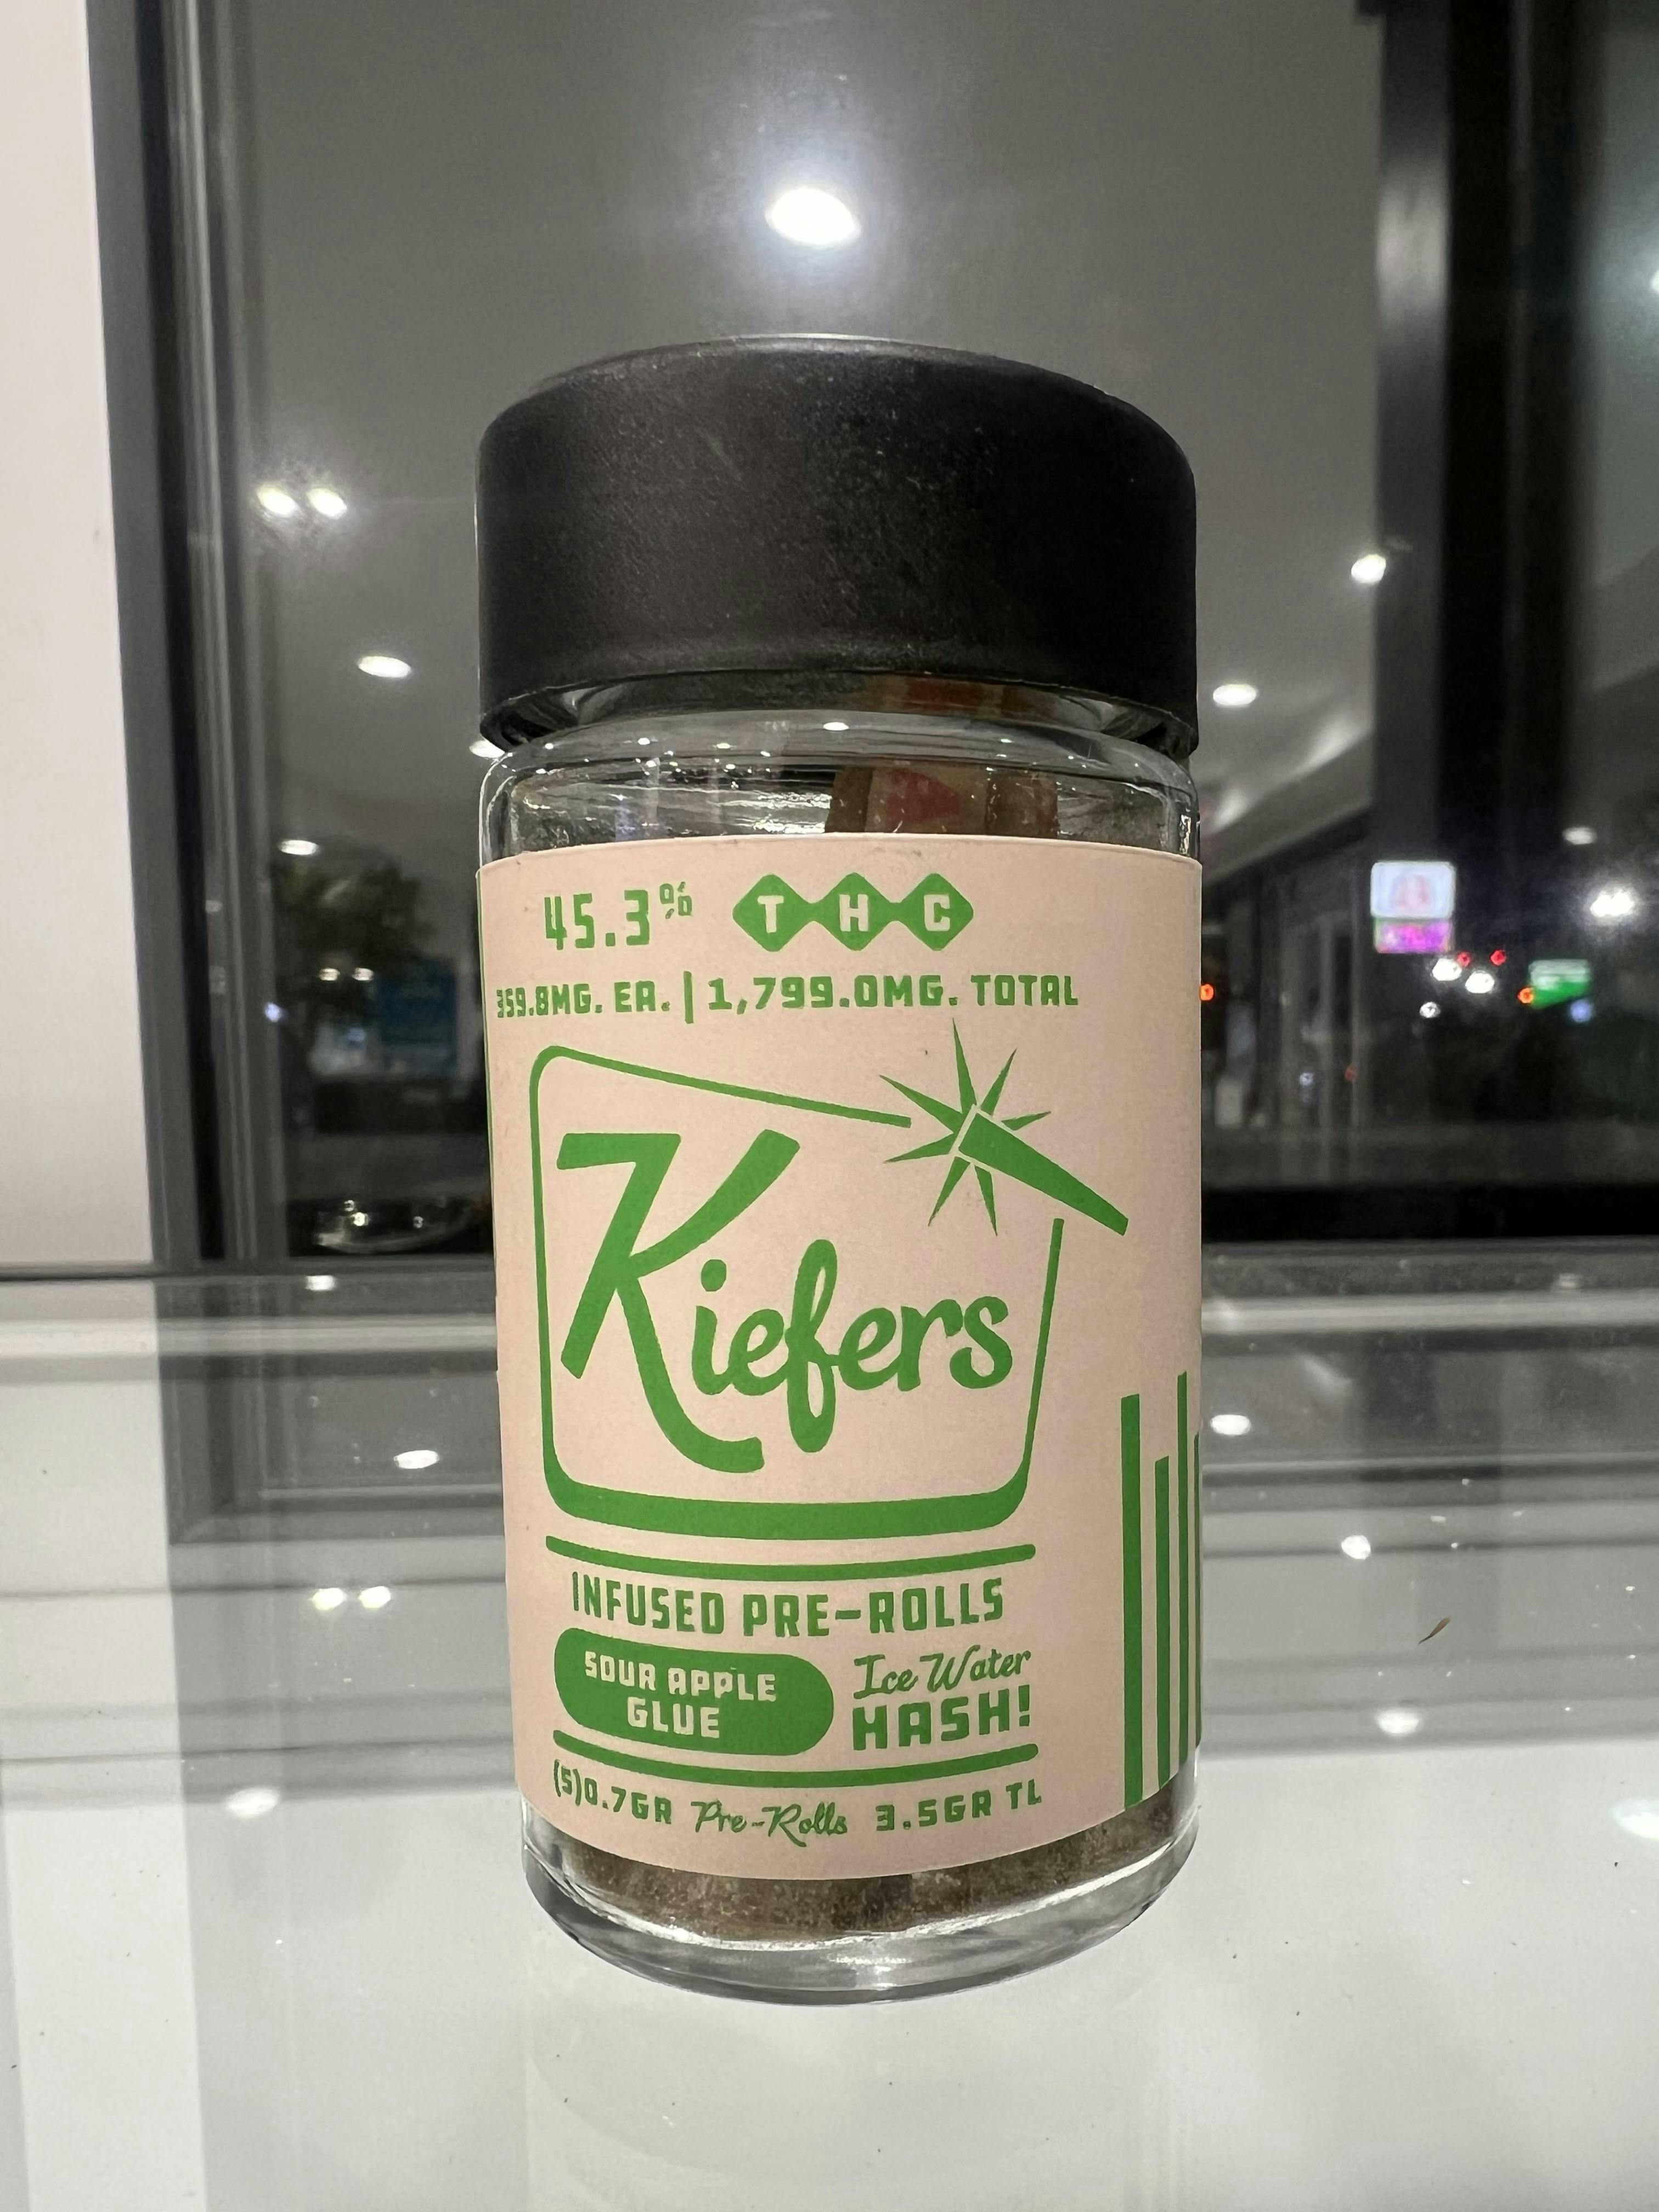 45.3% THC
359.8MG. EA. | 1,799.0MG. TOTAL
Kiefers
INFUSED PRE-ROLLS
SOUR APPLE
GLUE
Ice Water
HASH!
(5)0.7GR Pre-Rolls 3.5GR TL